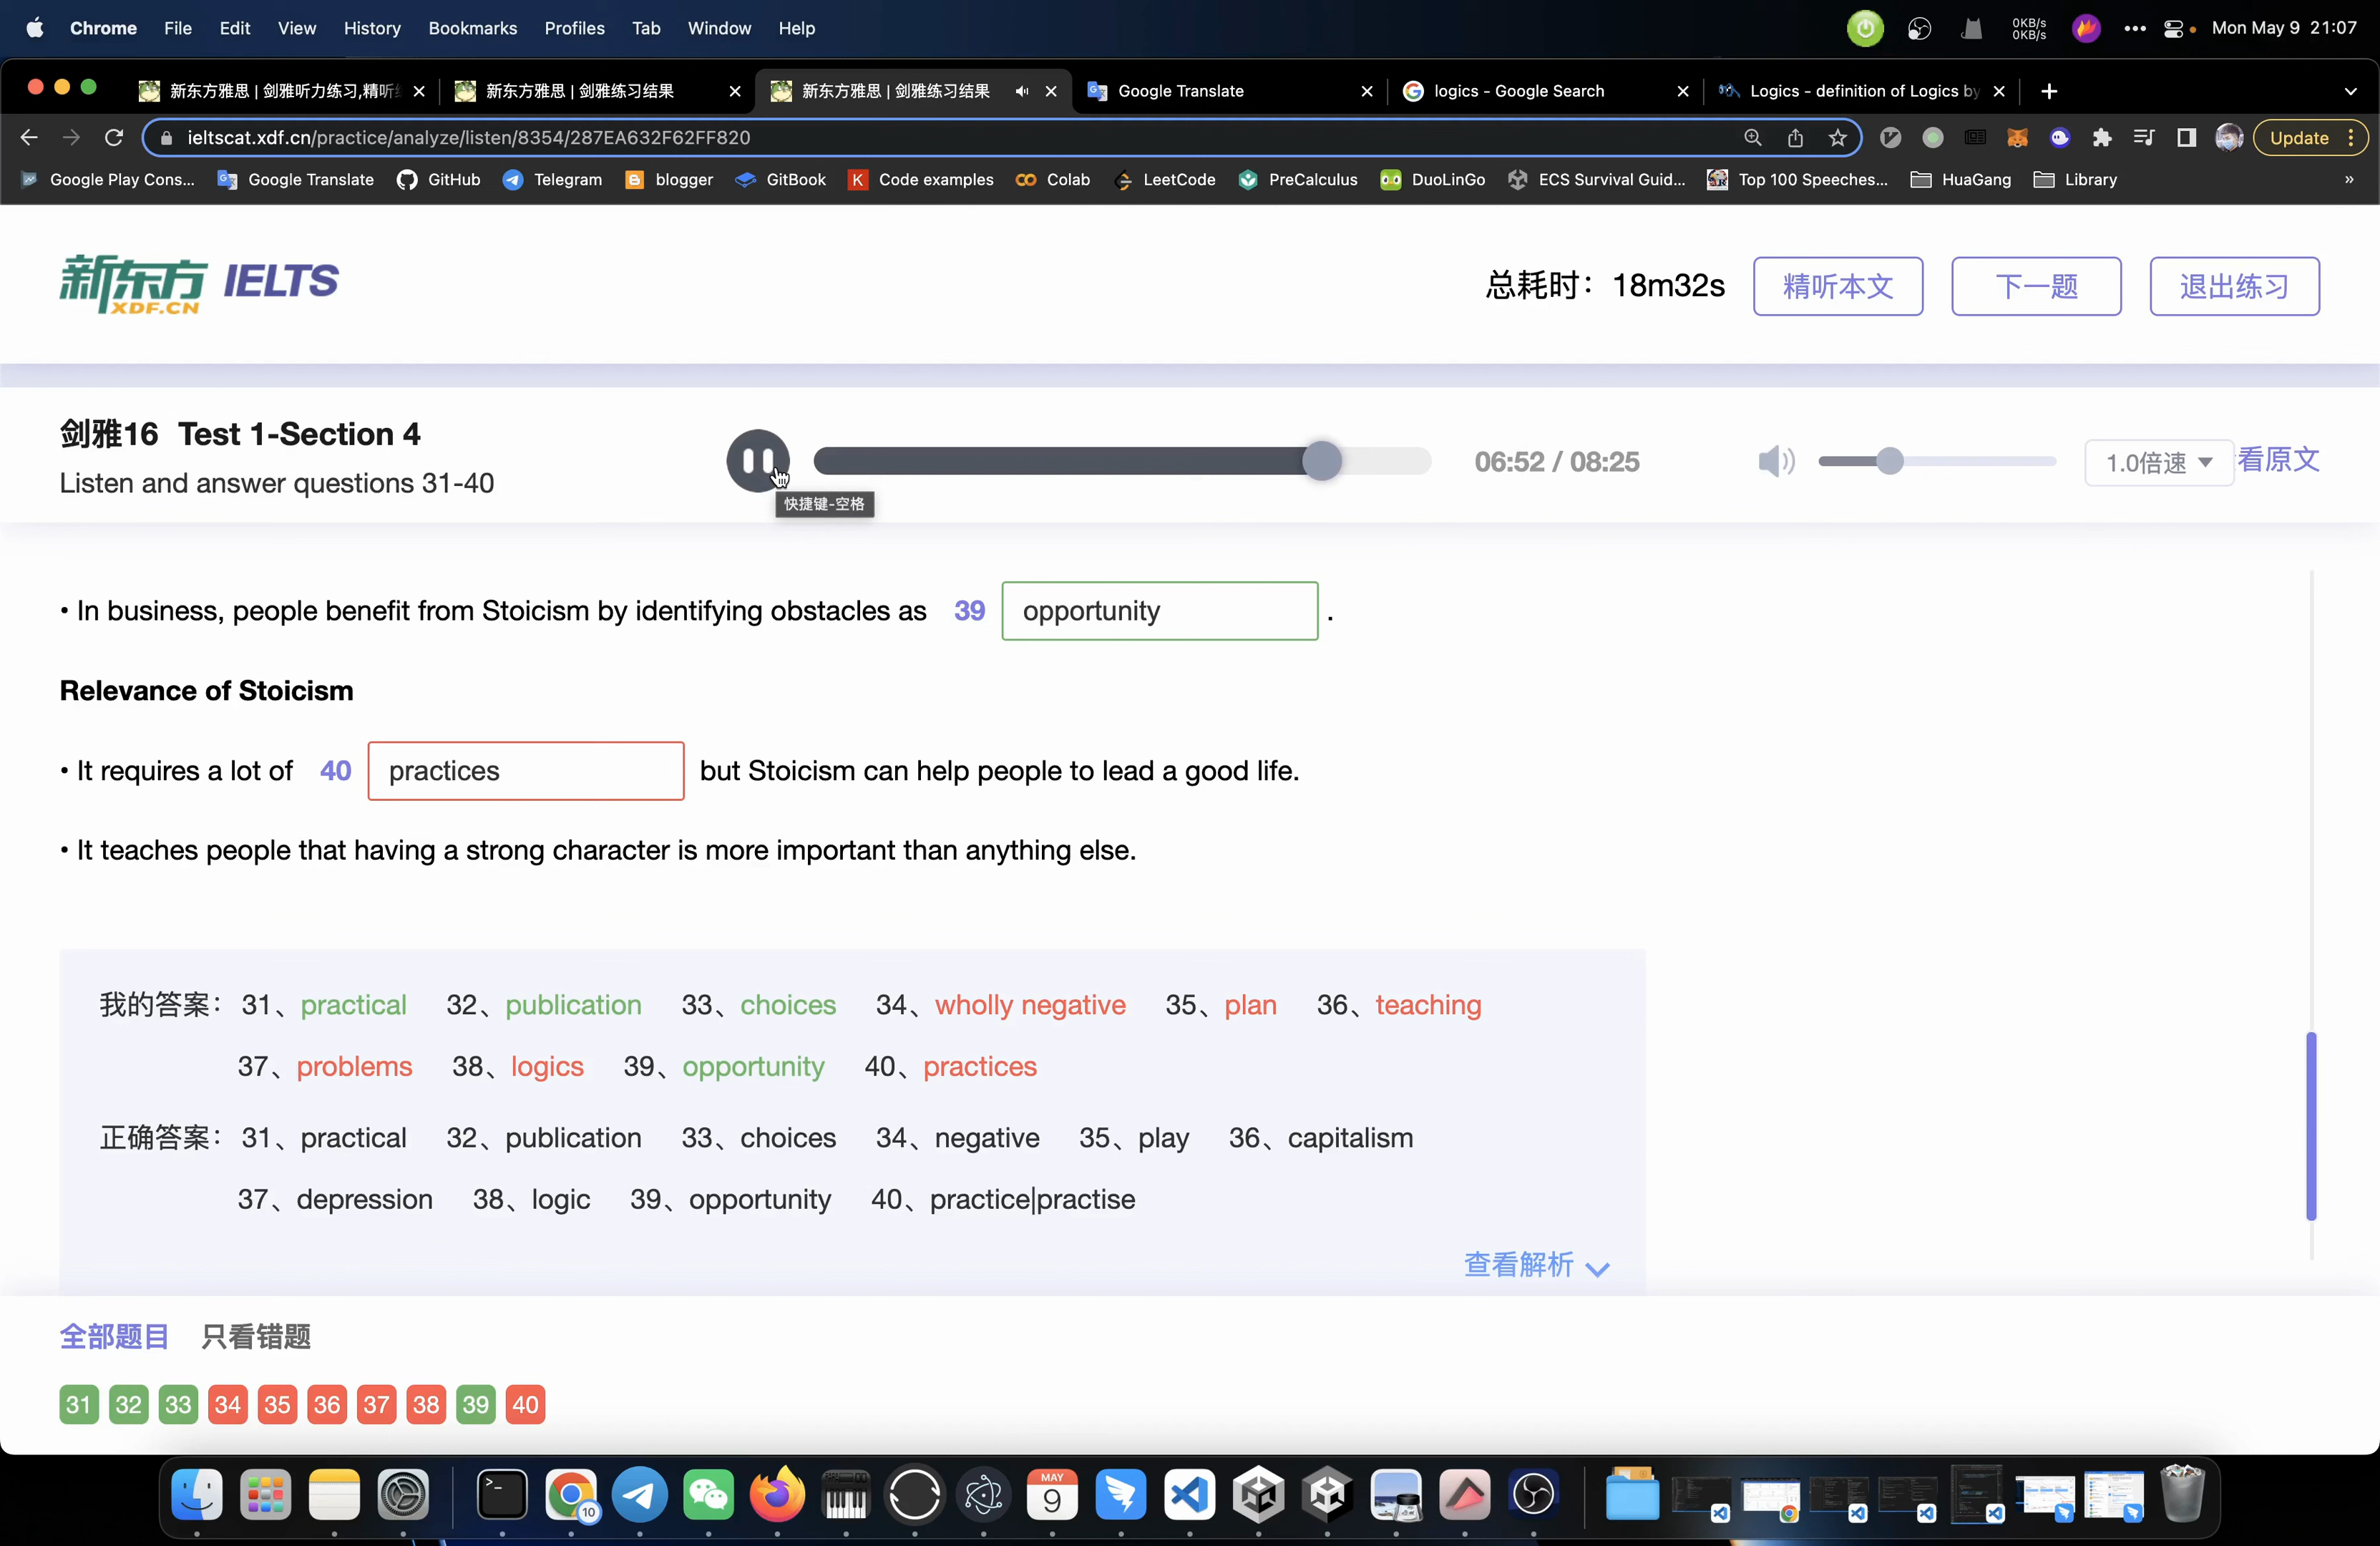 Chrome File Edit View History Bookmarks Profiles Tab Window Help 0KB/s 0KB/s Mon May 9 21:07
新东方雅思 | 剑雅听力练习,精听 新东方雅思 | 剑雅练习结果 新东方雅思 | 剑雅练习结果 Google Translate logics - Google Search Logics - definition of Logics by
ieltscat.xdf.cn/practice/analyze/listen/8354/287EA632F62FF820 Update
Google Play Cons... Google Translate GitHub Telegram blogger GitBook Code examples Colab LeetCode PreCalculus DuoLinGo ECS Survival Guid... Top 100 Speeches... HuaGang Library »
新东方 XDF.CN IELTS 总耗时：18m32s 精听本文 下一题 退出练习
剑雅16 Test 1-Section 4
Listen and answer questions 31-40
06:52 / 08:25 1.0倍速 看原文
快捷键-空格
• In business, people benefit from Stoicism by identifying obstacles as 39 opportunity .
Relevance of Stoicism
• It requires a lot of 40 practices but Stoicism can help people to lead a good life.
• It teaches people that having a strong character is more important than anything else.
我的答案：31、practical 32、publication 33、choices 34、wholly negative 35、plan 36、teaching
37、problems 38、logics 39、opportunity 40、practices
正确答案：31、practical 32、publication 33、choices 34、negative 35、play 36、capitalism
37、depression 38、logic 39、opportunity 40、practice|practise
查看解析
全部题目 只看错题
31 32 33 34 35 36 37 38 39 40
10 MAY 9